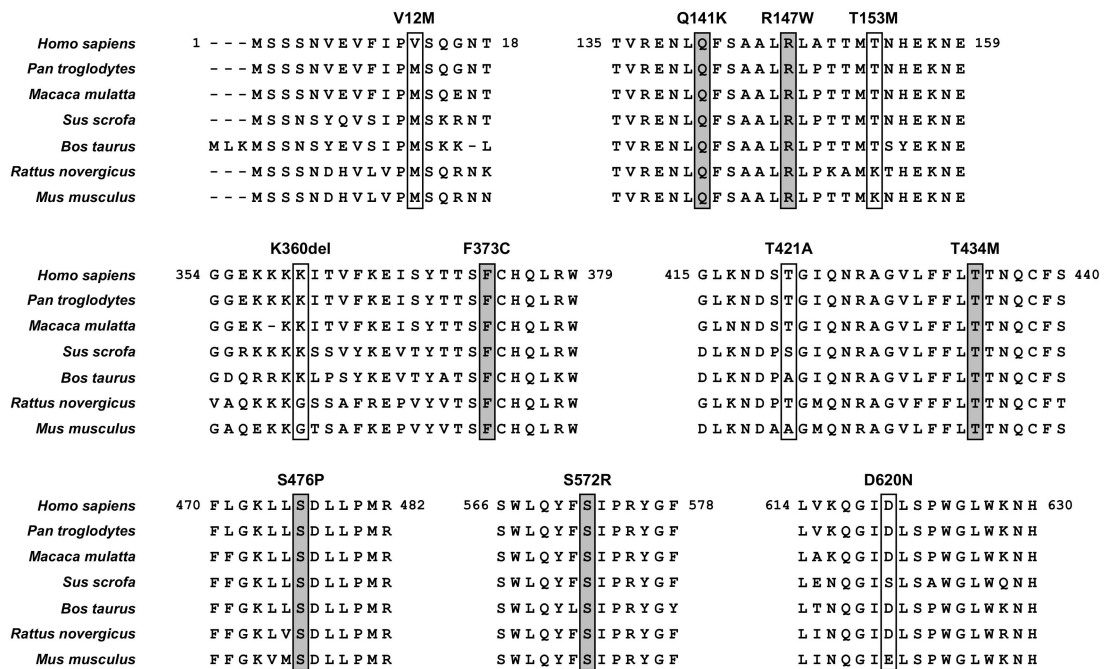 V12M Q141K R147W T153M
Homo sapiens 1 - - - M S S S N V E V F I P V S Q G N T 18 135 T V R E N L Q F S A A L R L A T T M T N H E K N E 159
Pan troglodytes - - - M S S S N V E V F I P M S Q G N T T V R E N L Q F S A A L R L P T T M T N H E K N E
Macaca mulatta - - - M S S S N V E V F I P M S Q E N T T V R E N L Q F S A A L R L P T T M T N H E K N E
Sus scrofa - - - M S S N S Y Q V S I P M S K R N T T V R E N L Q F S A A L R L P T T M T N H E K N E
Bos taurus M L K M S S N S Y E V S I P M S K K - L T V R E N L Q F S A A L R L P T T M T S Y E K N E
Rattus novergicus - - - M S S S N D H V L V P M S Q R N K T V R E N L Q F S A A L R L P K A M K T H E K N E
Mus musculus - - - M S S S N D H V L V P M S Q R N N T V R E N L Q F S A A L R L P T T M K N H E K N E
K360del F373C T421A T434M
Homo sapiens 354 G G E K K K K I T V F K E I S Y T T S F C H Q L R W 379 415 G L K N D S T G I Q N R A G V L F F L T T N Q C F S 440
Pan troglodytes G G E K K K K I T V F K E I S Y T T S F C H Q L R W G L K N D S T G I Q N R A G V L F F L T T N Q C F S
Macaca mulatta G G E K - K K I T V F K E I S Y T T S F C H Q L R W G L N N D S T G I Q N R A G V L F F L T T N Q C F S
Sus scrofa G G R K K K K S S V Y K E V T Y T T S F C H Q L R W D L K N D P S G I Q N R A G V L F F L T T N Q C F S
Bos taurus G D Q R R K K L P S Y K E V T Y A T S F C H Q L K W D L K N D P A G I Q N R A G V L F F L T T N Q C F S
Rattus novergicus V A Q K K K G S S A F R E P V Y V T S F C H Q L R W G L K N D P T G M Q N R A G V F F F L T T N Q C F T
Mus musculus G A Q E K K G T S A F K E P V Y V T S F C H Q L R W D L K N D A A G M Q N R A G V L F F L T T N Q C F S
S476P S572R D620N
Homo sapiens 470 F L G K L L S D L L P M R 482 566 S W L Q Y F S I P R Y G F 578 614 L V K Q G I D L S P W G L W K N H 630
Pan troglodytes F L G K L L S D L L P M R S W L Q Y F S I P R Y G F L V K Q G I D L S P W G L W K N H
Macaca mulatta F F G K L L S D L L P M R S W L Q Y F S I P R Y G F L A K Q G I D L S P W G L W K N H
Sus scrofa F F G K L L S D L L P M R S W L Q Y F S I P R Y G F L E N Q G I S L S A W G L W Q N H
Bos taurus F F G K L L S D L L P M R S W L Q Y L S I P R Y G Y L T N Q G I D L S P W G L W K N H
Rattus novergicus F F G K L V S D L L P M R S W L Q Y F S I P R Y G F L I N Q G I D L S P W G L W R N H
Mus musculus F F G K V M S D L L P M R S W L Q Y F S I P R Y G F L I N Q G I E L S P W G L W K N H